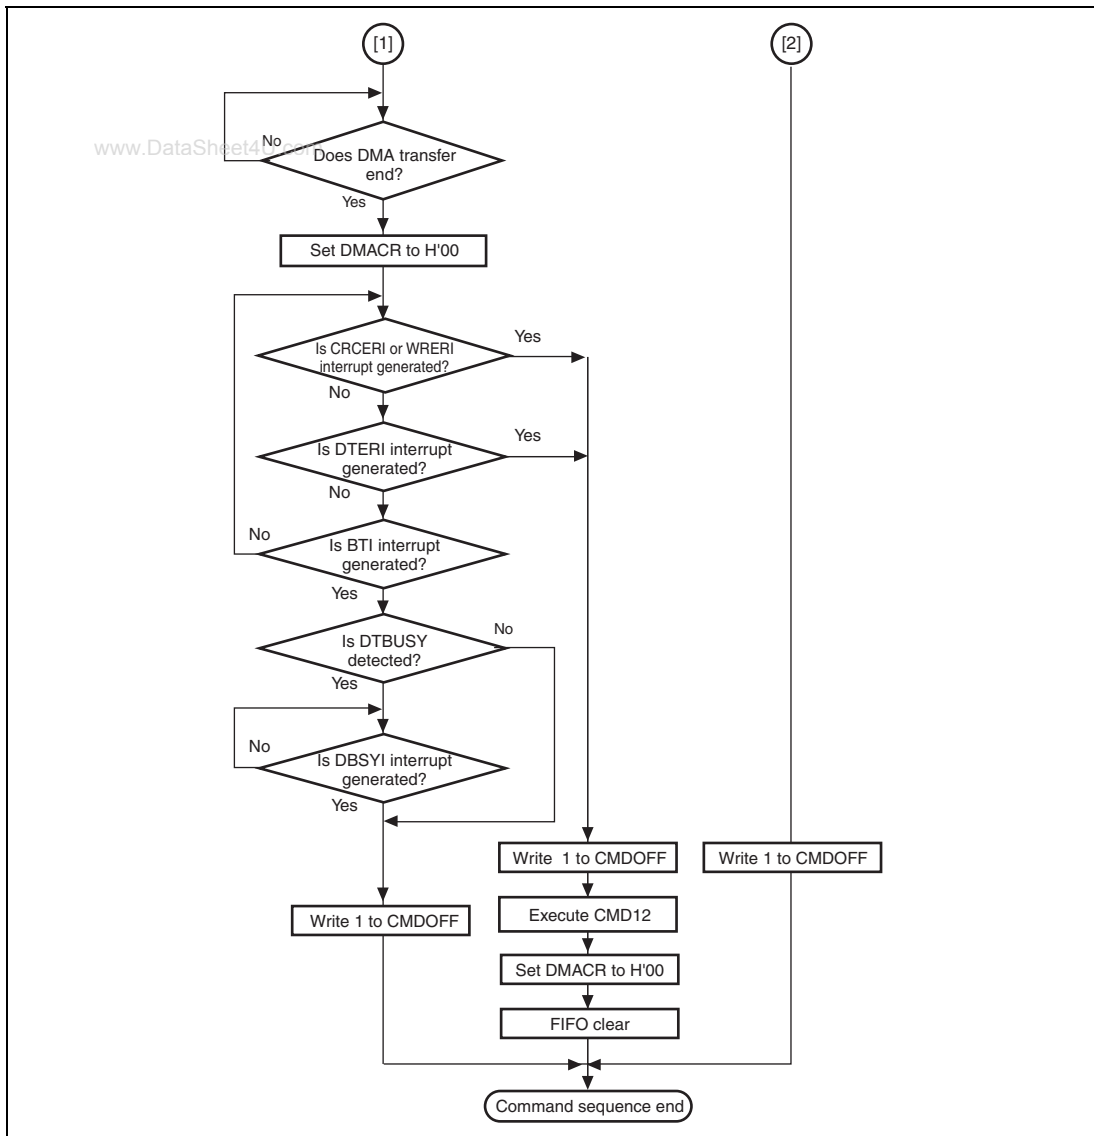 [1]
[2]
www.DataSheet4U.com
No
Does DMA transfer
end?
Yes
Set DMACR to H'00
Is CRCERI or WRERI
interrupt generated?
Yes
No
Is DTERI interrupt
generated?
Yes
No
No
Is BTI interrupt
generated?
Yes
Is DTBUSY
detected?
No
Yes
No
Is DBSYI interrupt
generated?
Yes
Write 1 to CMDOFF
Write 1 to CMDOFF
Write 1 to CMDOFF
Execute CMD12
Set DMACR to H'00
FIFO clear
Command sequence end